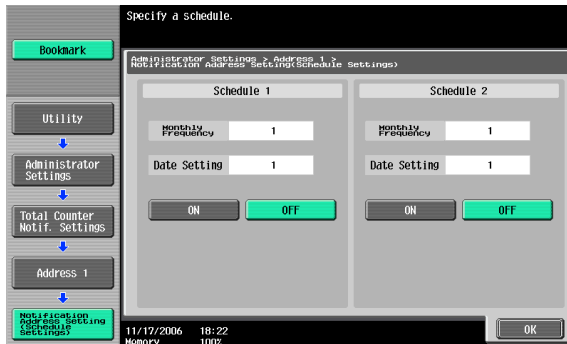 Specify a schedule.
Bookmark
Administrator Settings > Address 1 >
Notification Address Setting(Schedule Settings)
Schedule 1
Schedule 2
Utility
Monthly
Frequency
1
Monthly
Frequency
1
Administrator
Settings
Date Setting
1
Date Setting
1
Total Counter
Notif. Settings
ON
OFF
ON
OFF
Address 1
Notification
Address Setting
(Schedule
Settings)
11/17/2006 18:22
Memory 100%
OK